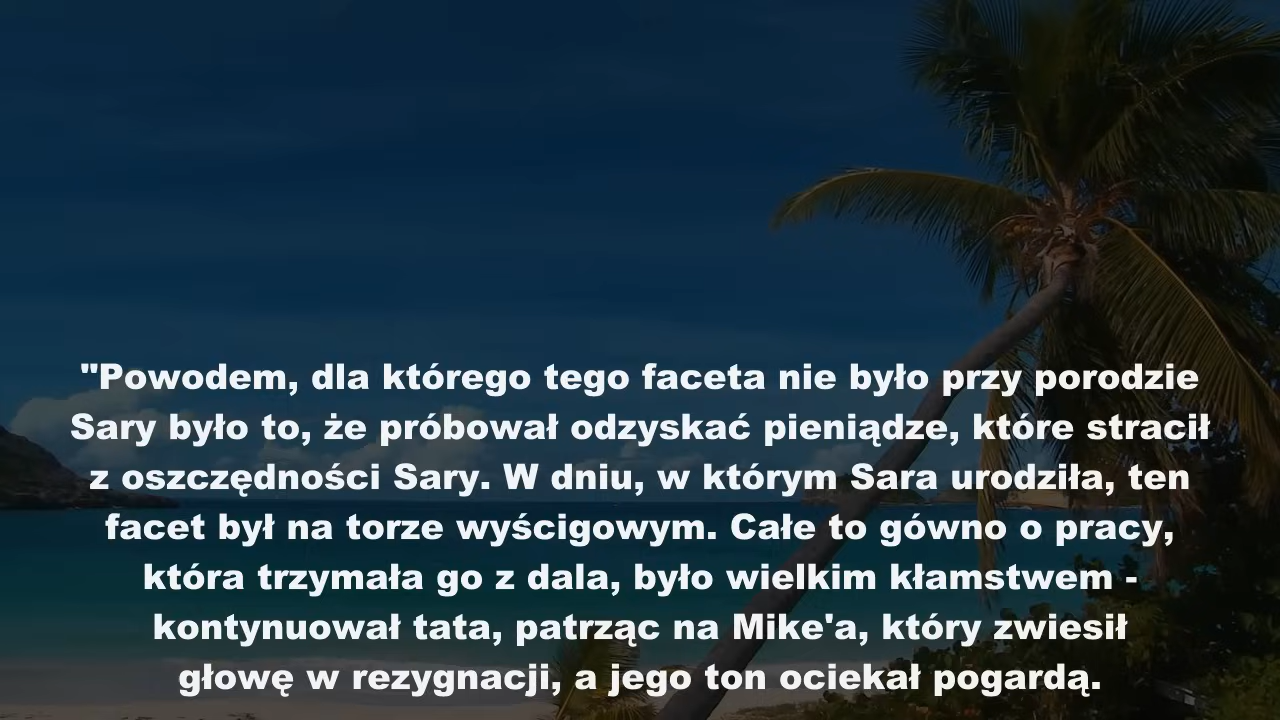 "Powodem, dla którego tego faceta nie było przy porodzie
Sary było to, że próbował odzyskać pieniądze, które stracił
z oszczędności Sary. W dniu, w którym Sara urodziła, ten
facet był na torze wyścigowym. Całe to gówno o pracy,
która trzymała go z dala, było wielkim kłamstwem -
kontynuował tata, patrząc na Mike'a, który zwiesił
głowę w rezygnacji, a jego ton ociekał pogardą.